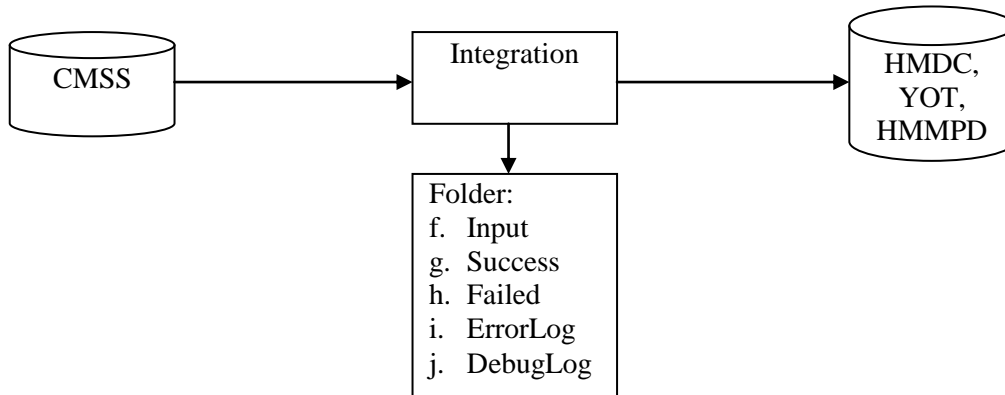 CMSS
Integration
HMDC,
YOT,
HMMPD
Folder:
f. Input
g. Success
h. Failed
i. ErrorLog
j. DebugLog